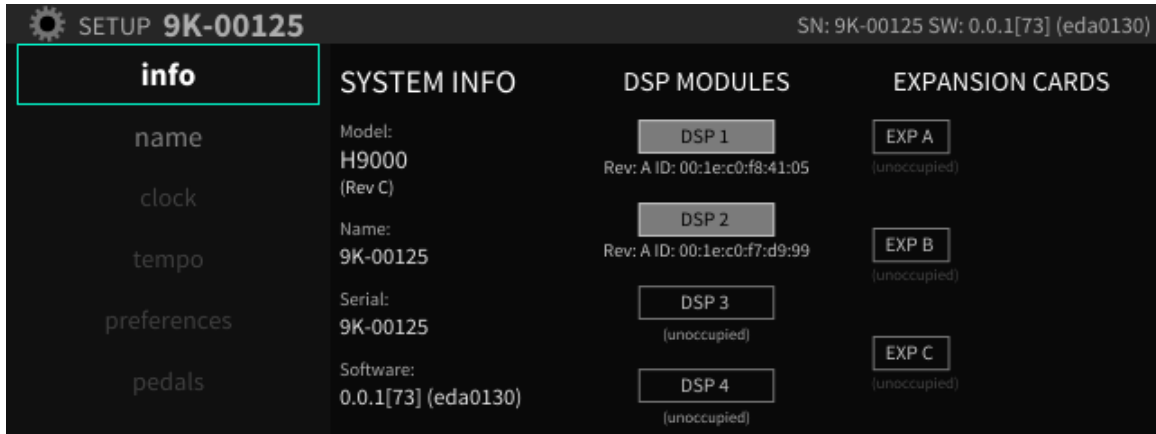 SETUP 9K-00125
SN: 9K-00125 SW: 0.0.1[73] (eda0130)
info
name
clock
tempo
preferences
pedals
SYSTEM INFO
Model:
H9000
(Rev C)
Name:
9K-00125
Serial:
9K-00125
Software:
0.0.1[73] (eda0130)
DSP MODULES
DSP 1
Rev: A ID: 00:1e:c0:f8:41:05
DSP 2
Rev: A ID: 00:1e:c0:f7:d9:99
DSP 3
(unoccupied)
DSP 4
(unoccupied)
EXPANSION CARDS
EXP A
(unoccupied)
EXP B
(unoccupied)
EXP C
(unoccupied)